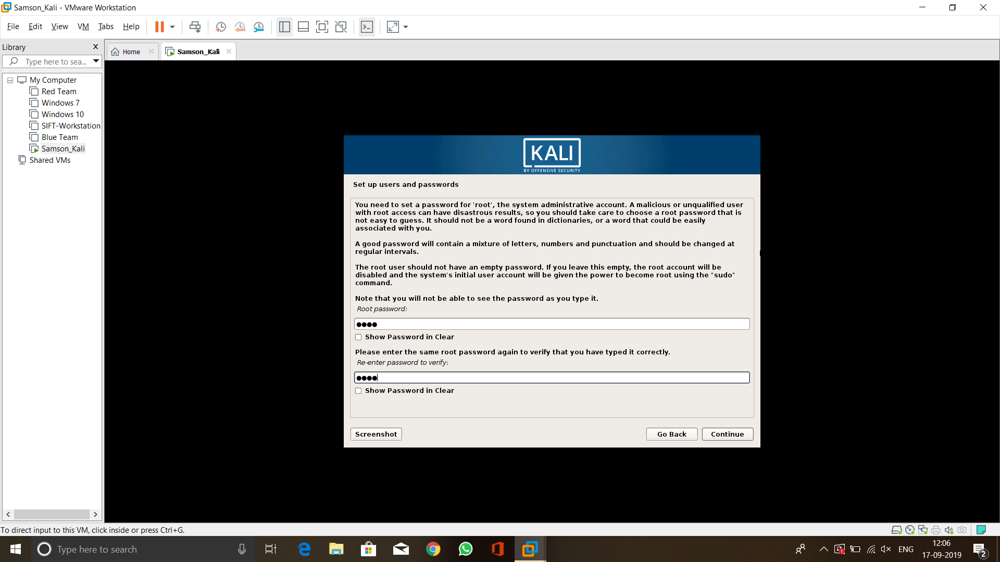 Samson_Kali - VMware Workstation
File Edit View VM Tabs Help
Library
Type here to sea...
Home
Samson_Kali
My Computer
Red Team
Windows 7
Windows 10
SIFT-Workstation
Blue Team
Samson_Kali
Shared VMs
KALI
BY OFFENSIVE SECURITY
Set up users and passwords
You need to set a password for 'root', the system administrative account. A malicious or unqualified user
with root access can have disastrous results, so you should take care to choose a root password that is
not easy to guess. It should not be a word found in dictionaries, or a word that could be easily
associated with you.
A good password will contain a mixture of letters, numbers and punctuation and should be changed at
regular intervals.
The root user should not have an empty password. If you leave this empty, the root account will be
disabled and the system's initial user account will be given the power to become root using the "sudo"
command.
Note that you will not be able to see the password as you type it.
Root password:
●●●●
Show Password in Clear
Please enter the same root password again to verify that you have typed it correctly.
Re-enter password to verify:
●●●●
Show Password in Clear
Screenshot
Go Back
Continue
To direct input to this VM, click inside or press Ctrl+G.
Type here to search
ENG
12:06
17-09-2019
2